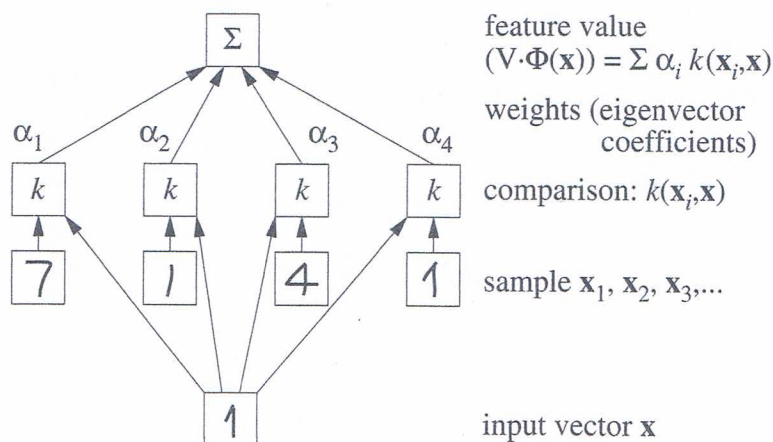 Σ
feature value
(V·Φ(x)) = Σ αᵢ k(xᵢ,x)
α₁ α₂ α₃ α₄
weights (eigenvector
coefficients)
k k k k
comparison: k(xᵢ,x)
7 1 4 1
sample x₁, x₂, x₃,...
1
input vector x